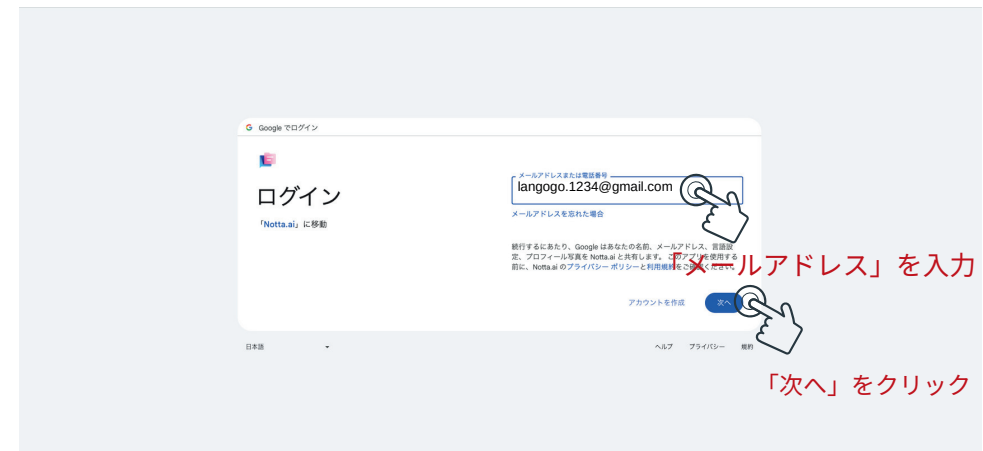 Google でログイン
ログイン
「Notta.ai」に移動
メールアドレスまたは電話番号
langogo.1234@gmail.com
メールアドレスを忘れた場合
続行するにあたり、Google はあなたの名前、メールアドレス、言語設
定、プロフィール写真を Notta.ai と共有します。このアプリを使用する
前に、Notta.ai のプライバシー ポリシーと利用規約をご確認ください。
「メールアドレス」を入力
アカウントを作成
次へ
日本語
ヘルプ
プライバシー
規約
「次へ」をクリック